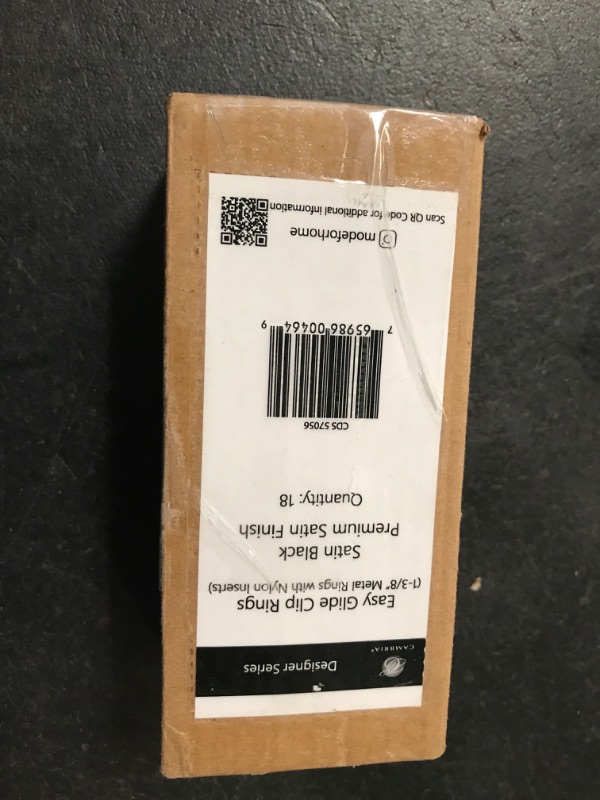 CAMBRIA®
Designer Series
Easy Glide Clip Rings
(1-3/8" Metal Rings with Nylon Inserts)
Satin Black
Premium Satin Finish
Quantity: 18
CDS 57056
7 65986 00464 9
modeforhome
Scan QR Code for additional information